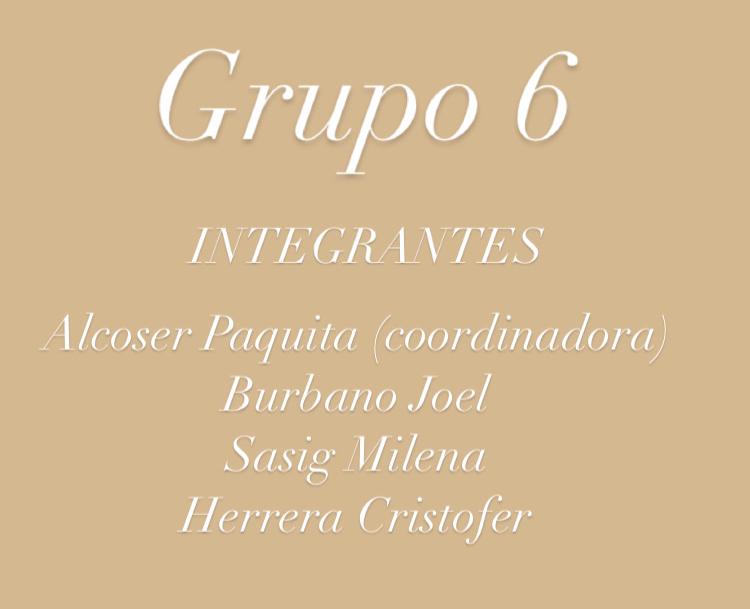 Grupo 6
INTEGRANTES
Alcoser Paquita (coordinadora)
Burbano Joel
Sasig Milena
Herrera Cristofer